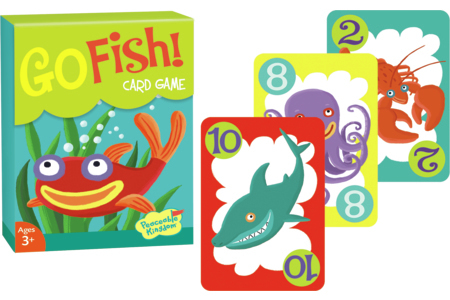 GO FiSH!
CARD GAME
Ages
3+
Peaceable
Kingdom
10
10
8
8
2
2